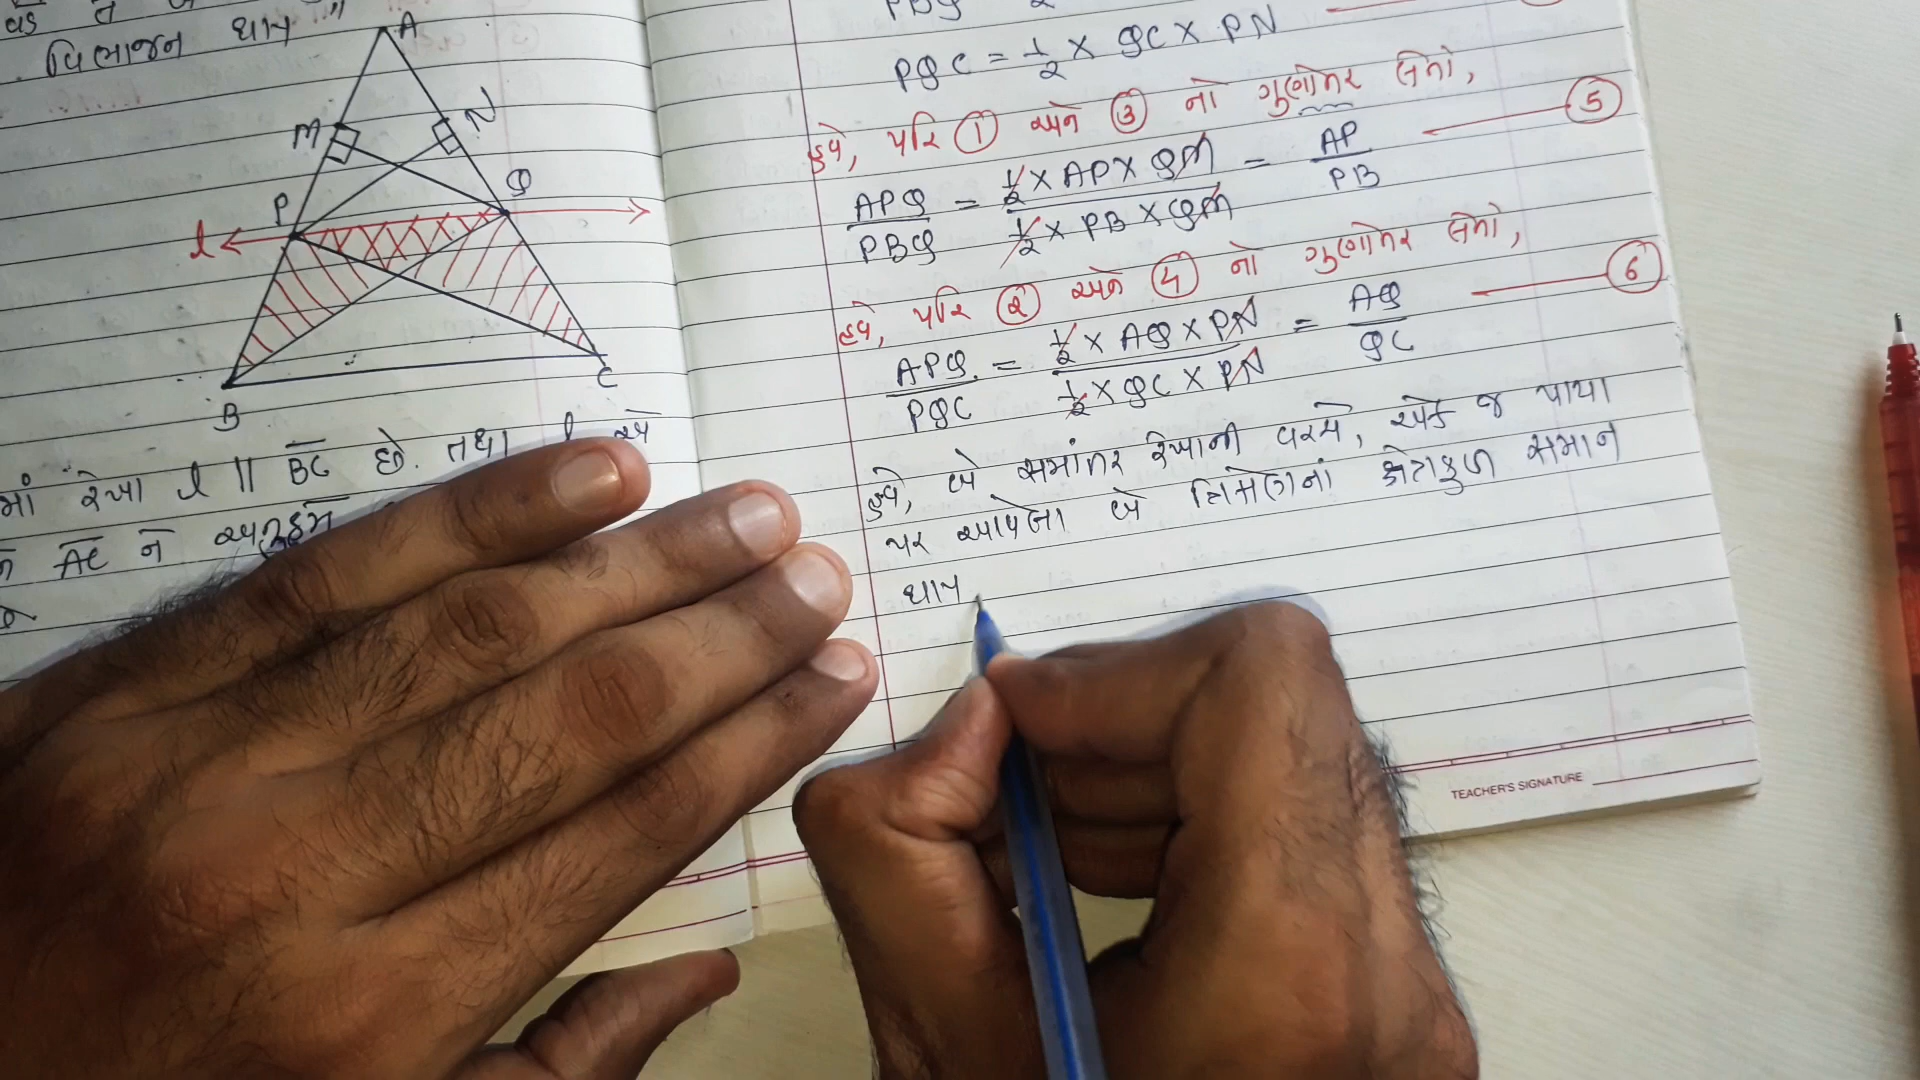 વિભાજન થાય "
A
M
N
P
Q
l
B
C
માં રેખા l || BC છે. તથા l એ
AC ને
PQC = 1/2 × QC × PN
હવે, પરિ ① અને ③ નો ગુણોત્તર લેતાં,
APQ/PBQ = 1/2 × AP × QM / 1/2 × PB × QM = AP/PB ⑤
હવે, પરિ ② અને ④ નો ગુણોત્તર લેતાં,
APQ/PQC = 1/2 × AQ × PN / 1/2 × QC × PN = AQ/QC ⑥
હવે, બે સમાંતર રેખાની વચ્ચે, એક જ પાયા
પર આવેલા બે ત્રિકોણનાં ક્ષેત્રફળ સમાન
થાય
TEACHER'S SIGNATURE